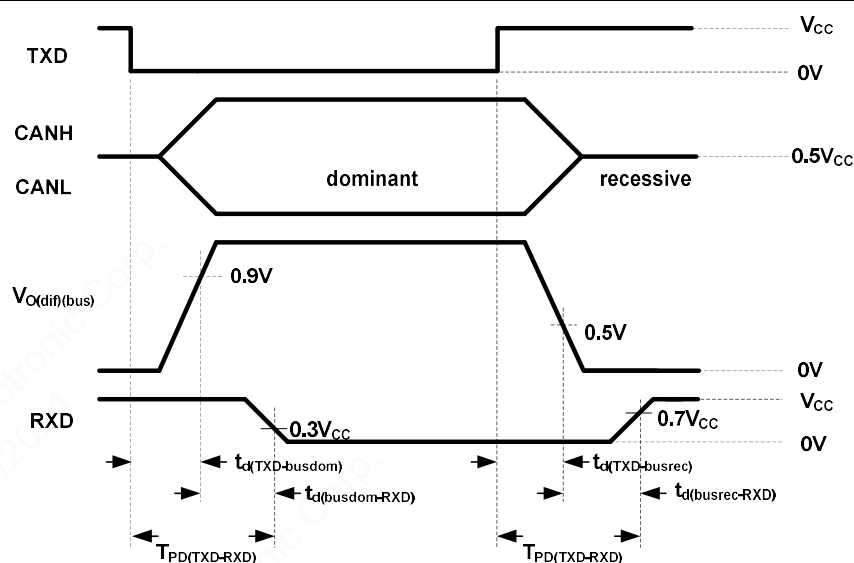 TXD
VCC
0V
CANH
CANL
dominant
recessive
0.5VCC
VO(dif)(bus)
0.9V
0.5V
0V
RXD
0.3VCC
VCC
0.7VCC
0V
td(TXD-busdom)
td(TXD-busrec)
td(busdom-RXD)
td(busrec-RXD)
TPD(TXD-RXD)
TPD(TXD-RXD)
ctronic Corp.